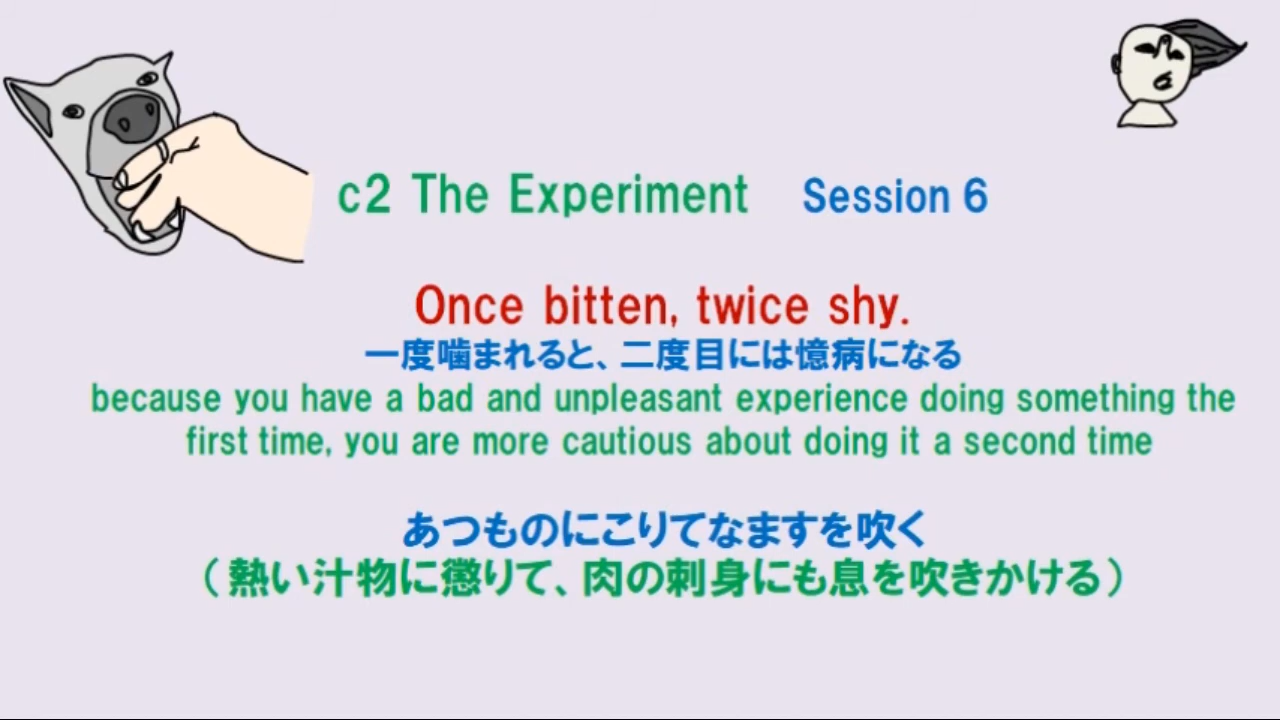 c2 The Experiment Session 6
Once bitten, twice shy.
一度噛まれると、二度目には憶病になる
because you have a bad and unpleasant experience doing something the
first time, you are more cautious about doing it a second time
あつものにこりてなますを吹く
（熱い汁物に懲りて、肉の刺身にも息を吹きかける）